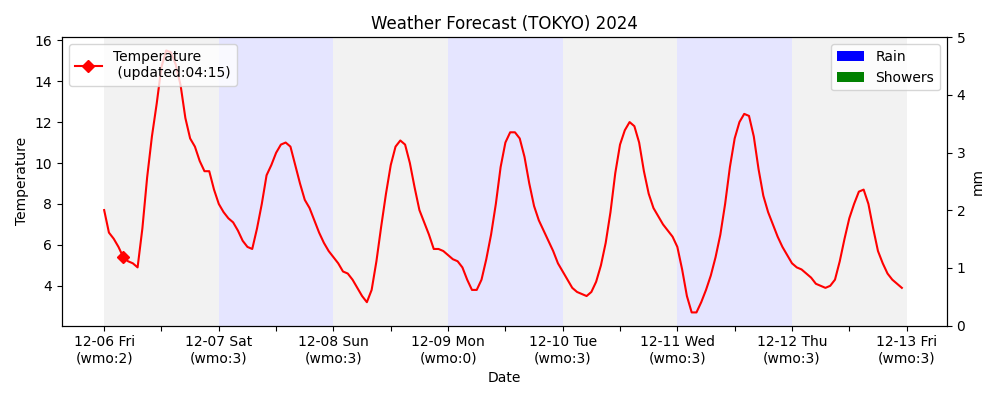 Weather Forecast (TOKYO) 2024
Temperature
(updated:04:15)
Rain
Showers
16
14
12
10
8
6
4
Temperature
5
4
3
2
1
0
mm
12-06 Fri
(wmo:2)
12-07 Sat
(wmo:3)
12-08 Sun
(wmo:3)
12-09 Mon
(wmo:0)
12-10 Tue
(wmo:3)
12-11 Wed
(wmo:3)
12-12 Thu
(wmo:3)
12-13 Fri
(wmo:3)
Date